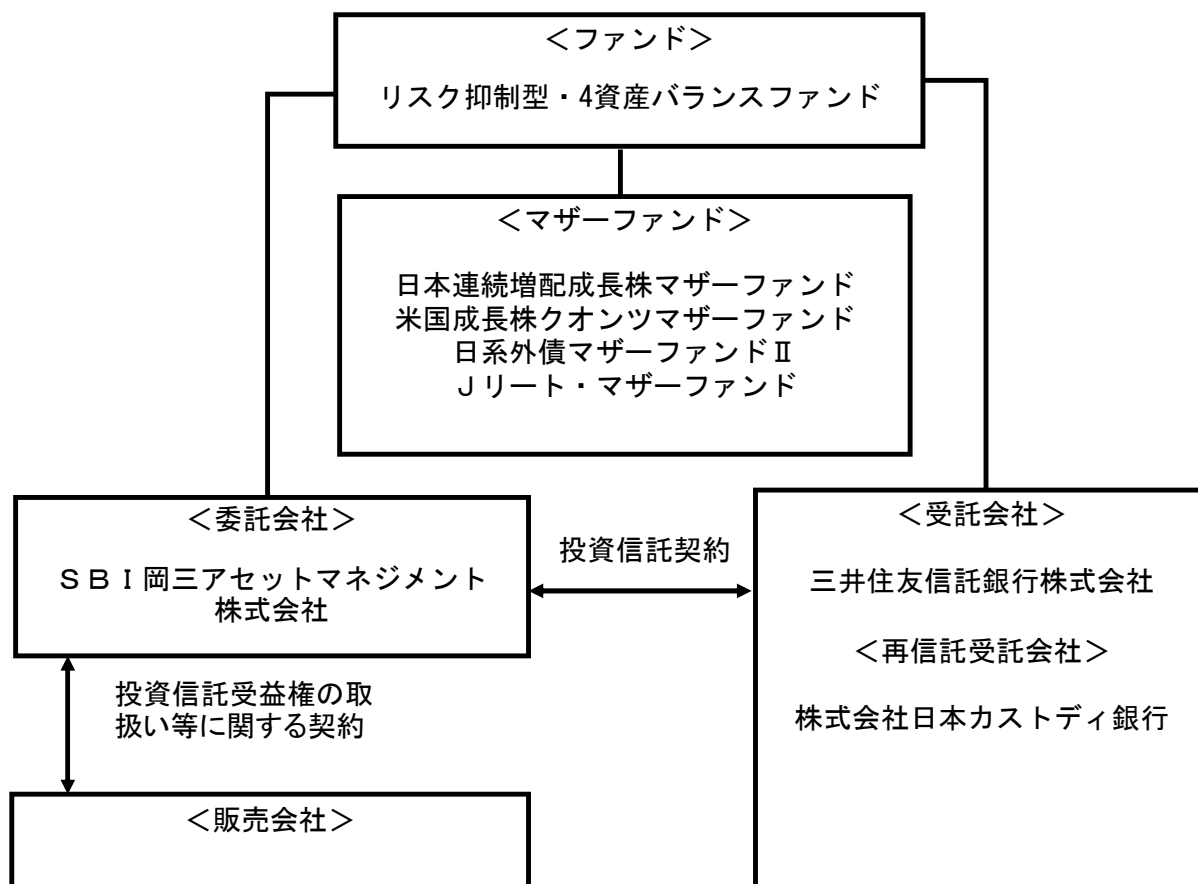 ＜ファンド＞
リスク抑制型・4資産バランスファンド
＜マザーファンド＞
日本連続増配成長株マザーファンド
米国成長株クオンツマザーファンド
日系外債マザーファンドⅡ
Ｊリート・マザーファンド
＜委託会社＞
ＳＢＩ岡三アセットマネジメント
株式会社
投資信託契約
＜受託会社＞
三井住友信託銀行株式会社
＜再信託受託会社＞
株式会社日本カストディ銀行
投資信託受益権の取
扱い等に関する契約
＜販売会社＞